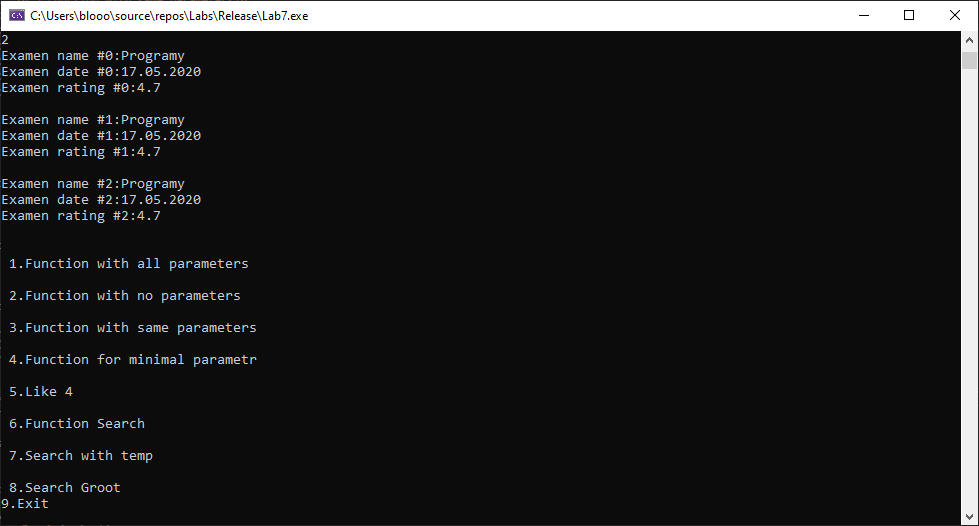 C:\Users\blooo\source\repos\Labs\Release\Lab7.exe
2
Examen name #0:Programy
Examen date #0:17.05.2020
Examen rating #0:4.7
Examen name #1:Programy
Examen date #1:17.05.2020
Examen rating #1:4.7
Examen name #2:Programy
Examen date #2:17.05.2020
Examen rating #2:4.7
1.Function with all parameters
2.Function with no parameters
3.Function with same parameters
4.Function for minimal parametr
5.Like 4
6.Function Search
7.Search with temp
8.Search Groot
9.Exit